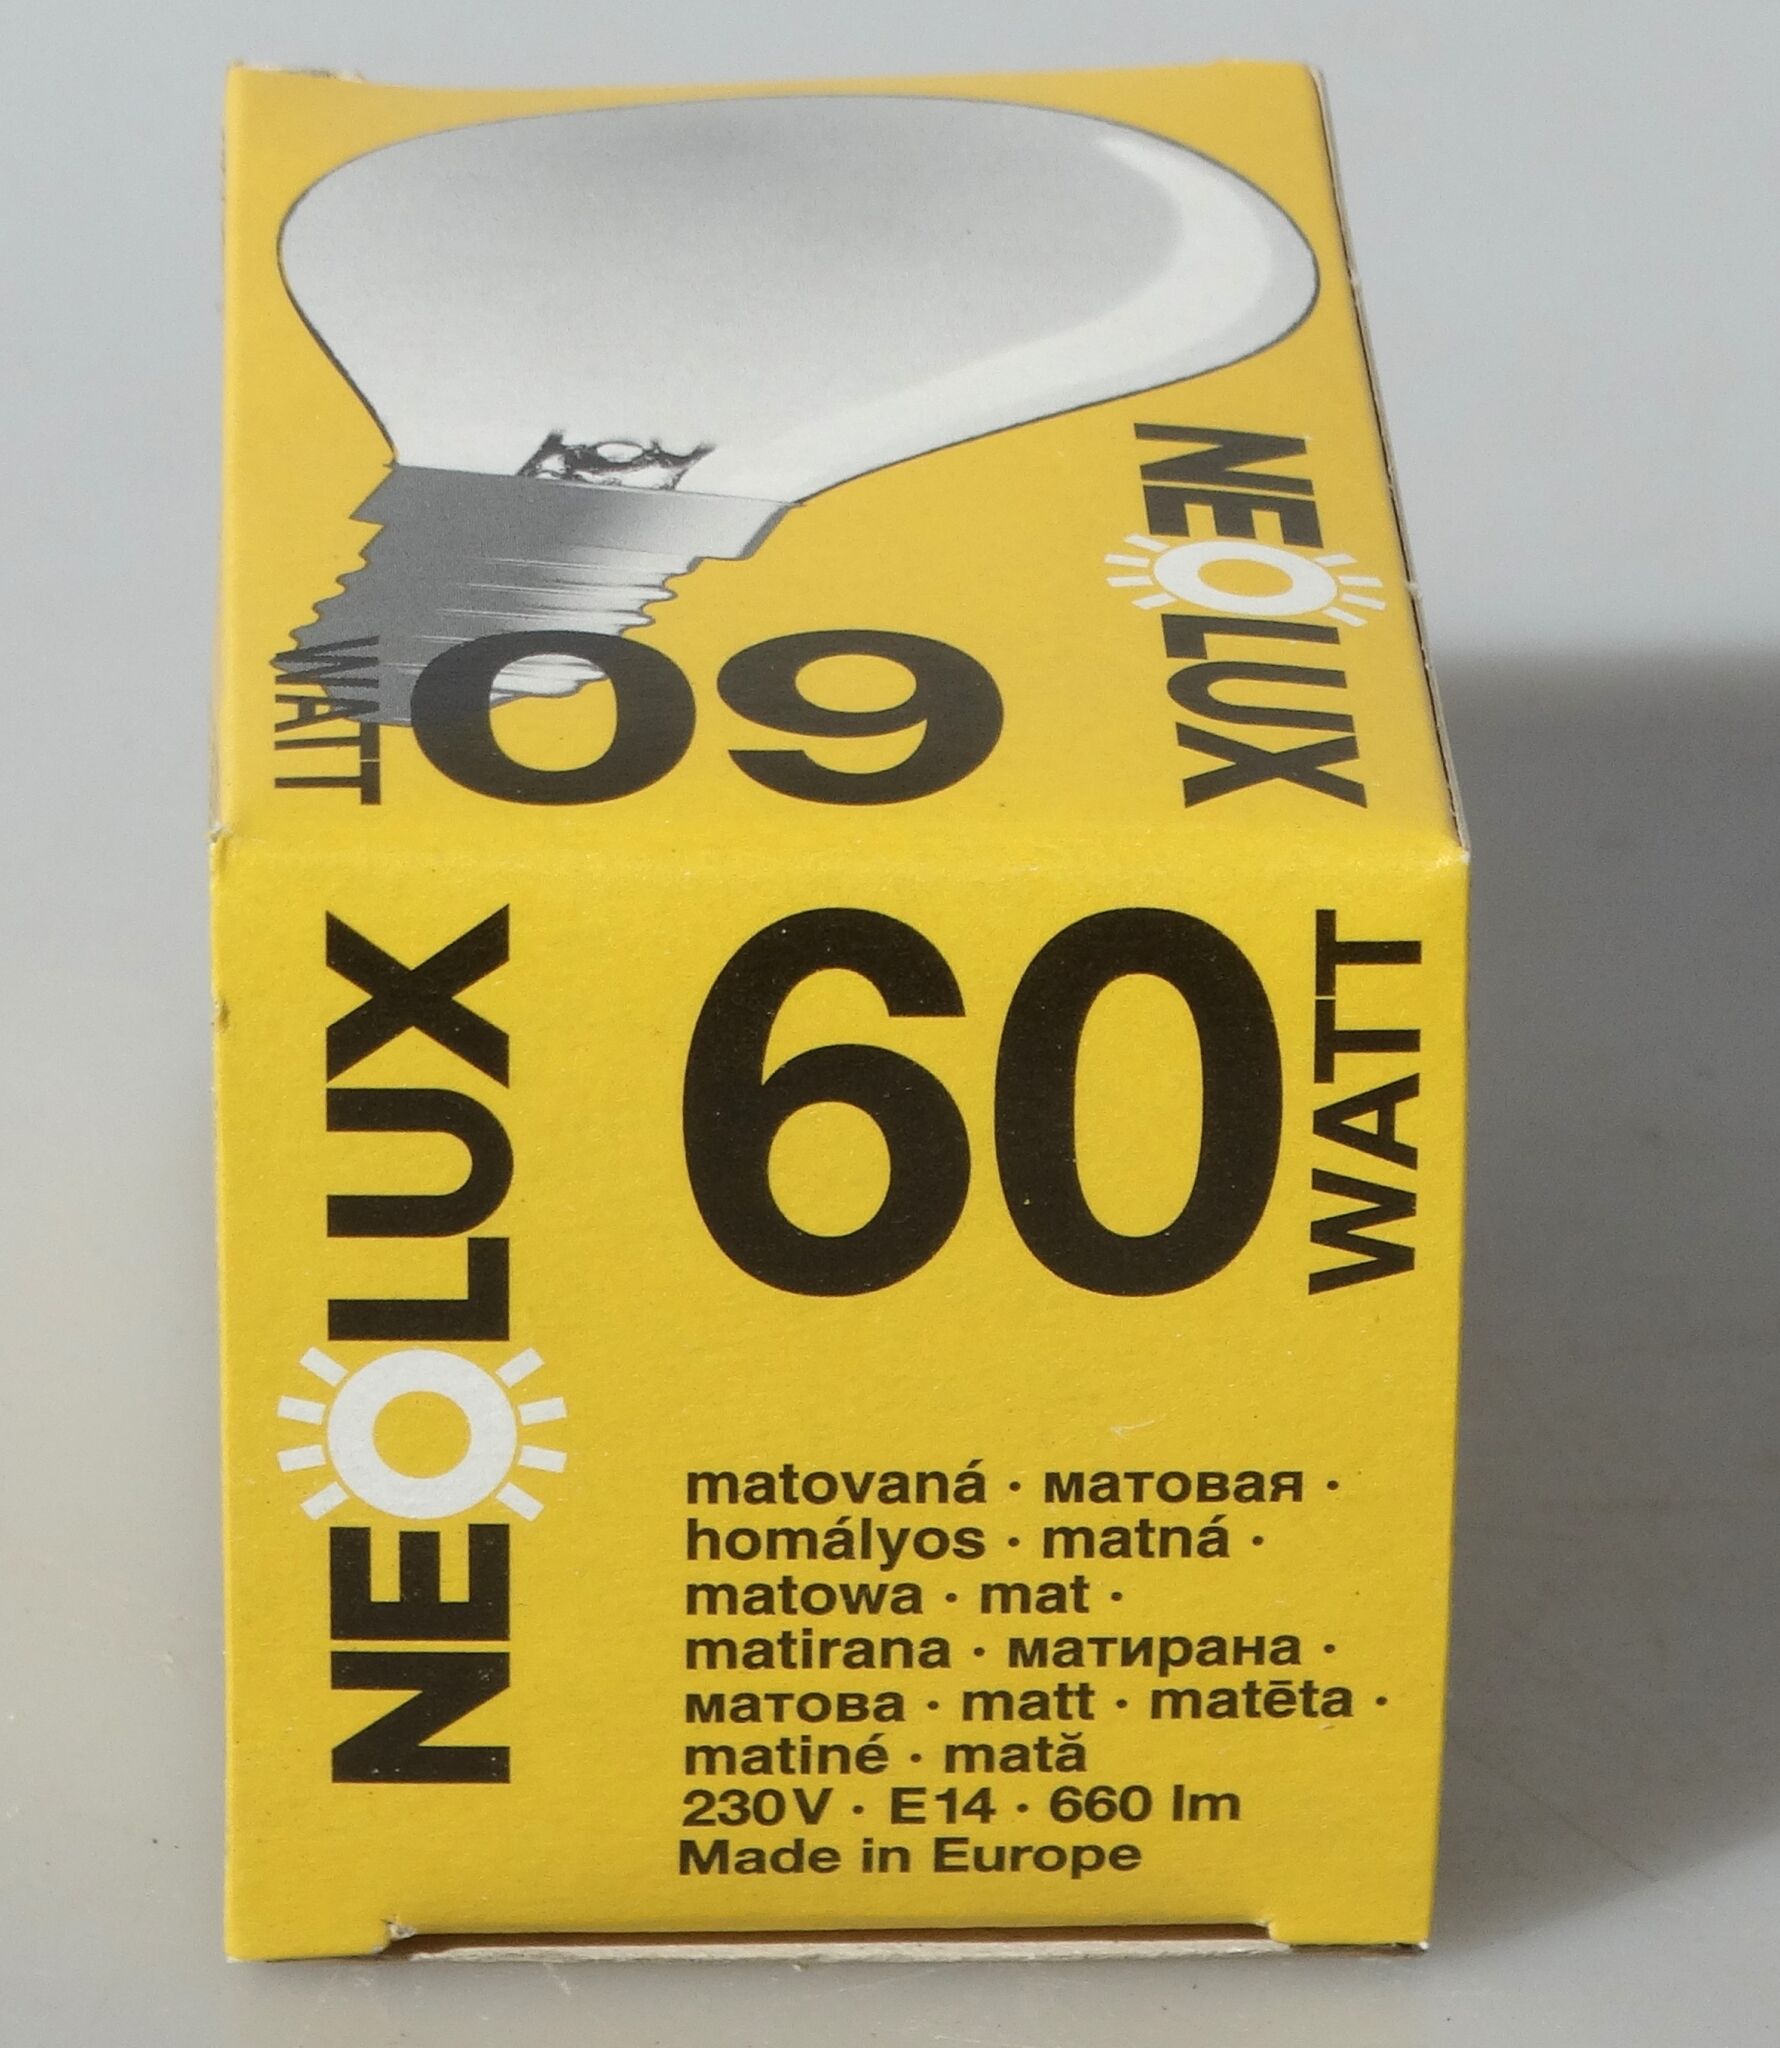 NEOLUX
60
WATT
NEOLUX
60
WATT
matovaná · матовая ·
homályos · matná ·
matowa · mat ·
matirana · матирана ·
матова · matt · matēta ·
matiné · mată
230V · E14 · 660 lm
Made in Europe